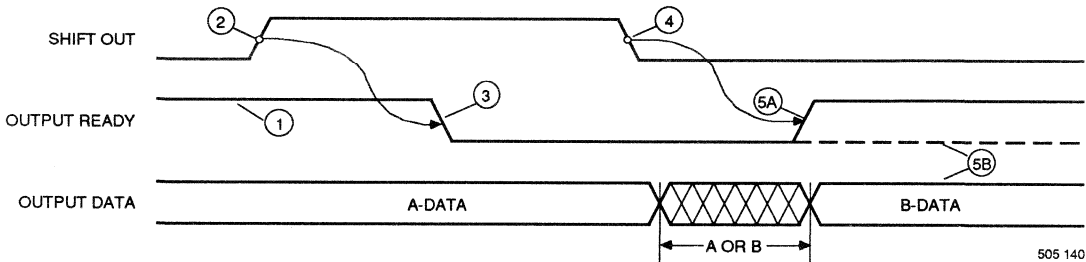 SHIFT OUT
2
4
OUTPUT READY
1
3
5A
5B
OUTPUT DATA
A-DATA
B-DATA
A OR B
505 140